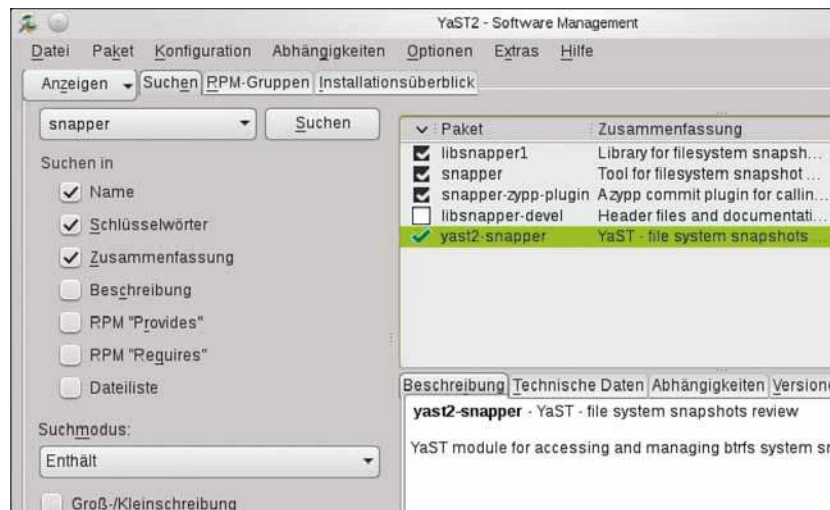 YaST2 - Software Management
Datei Paket Konfiguration Abhängigkeiten Optionen Extras Hilfe
Anzeigen Suchen RPM-Gruppen Installationsüberblick
snapper Suchen
Suchen in
Name
Schlüsselwörter
Zusammenfassung
Beschreibung
RPM "Provides"
RPM "Requires"
Dateiliste
Suchmodus:
Enthält
Groß-/Kleinschreibung
Paket Zusammenfassung
libsnapper1 Library for filesystem snapsh...
snapper Tool for filesystem snapshot ...
snapper-zypp-plugin A zypp commit plugin for callin...
libsnapper-devel Header files and documentati...
yast2-snapper YaST - file system snapshots ...
Beschreibung Technische Daten Abhängigkeiten Versione
yast2-snapper - YaST - file system snapshots review
YaST module for accessing and managing btrfs system sn